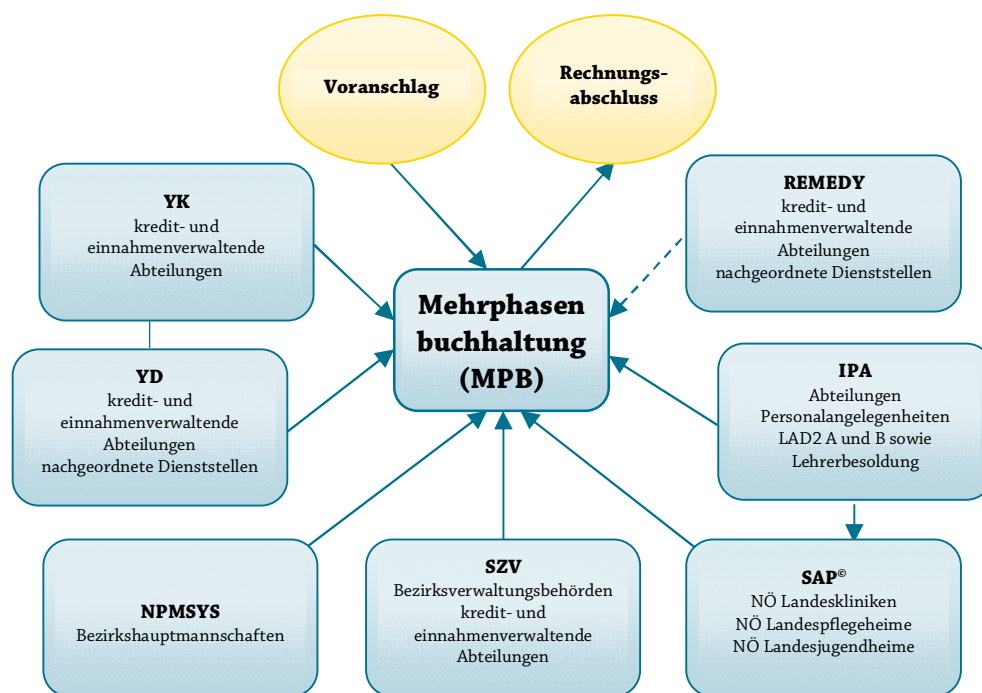 Voranschlag
Rechnungs-
abschluss
YK
kredit- und
einnahmenverwaltende
Abteilungen
REMEDY
kredit- und
einnahmenverwaltende
Abteilungen
nachgeordnete Dienststellen
Mehrphasen
buchhaltung
(MPB)
YD
kredit- und
einnahmenverwaltende
Abteilungen
nachgeordnete Dienststellen
IPA
Abteilungen
Personalangelegenheiten
LAD2 A und B sowie
Lehrerbesoldung
NPMSYS
Bezirkshauptmannschaften
SZV
Bezirksverwaltungsbehörden
kredit- und
einnahmenverwaltende
Abteilungen
SAP©
NÖ Landeskliniken
NÖ Landespflegeheime
NÖ Landesjugendheime